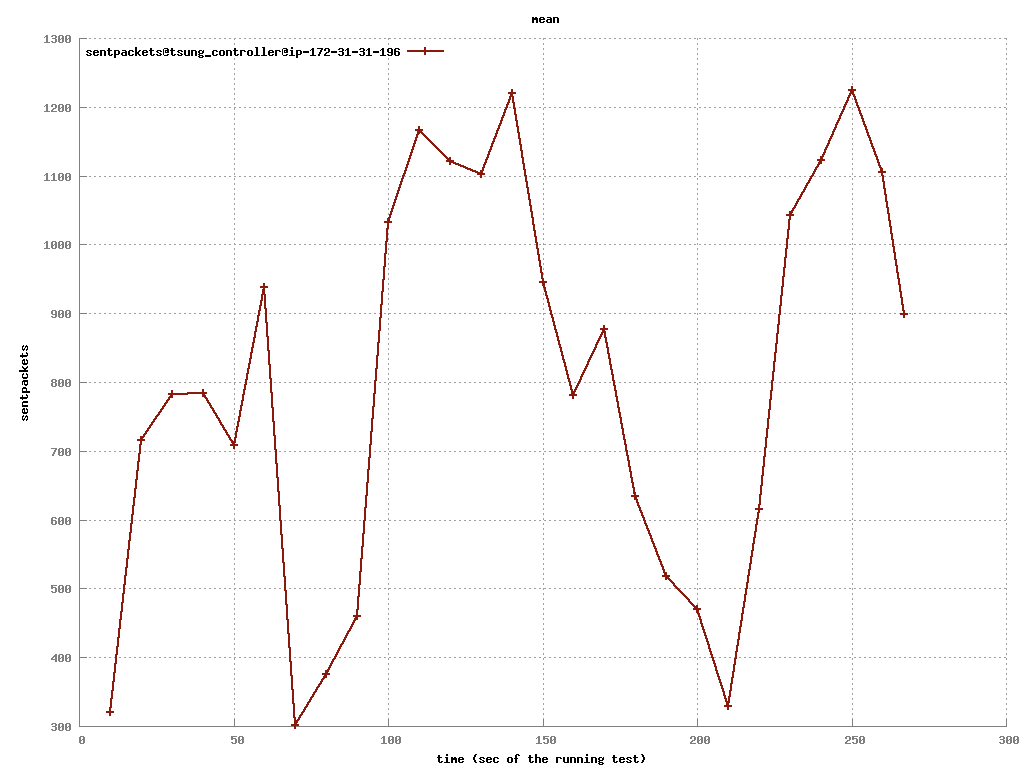 mean
1300
sentpackets@tsung_controller@ip-172-31-31-196
1200
1100
1000
900
800
700
600
500
400
300
sentpackets
0 50 100 150 200 250 300
time (sec of the running test)